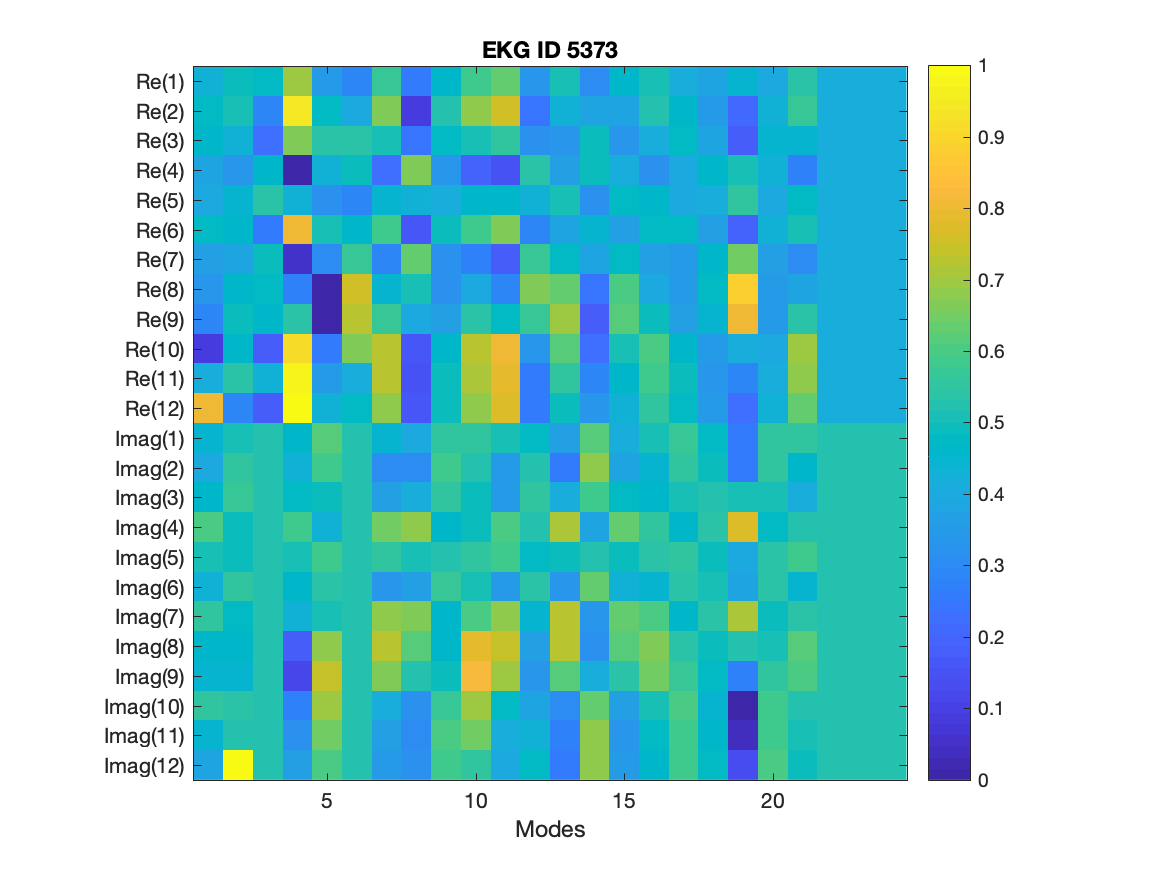 EKG ID 5373
Re(1)
Re(2)
Re(3)
Re(4)
Re(5)
Re(6)
Re(7)
Re(8)
Re(9)
Re(10)
Re(11)
Re(12)
Imag(1)
Imag(2)
Imag(3)
Imag(4)
Imag(5)
Imag(6)
Imag(7)
Imag(8)
Imag(9)
Imag(10)
Imag(11)
Imag(12)
5 10 15 20
Modes
1
0.9
0.8
0.7
0.6
0.5
0.4
0.3
0.2
0.1
0